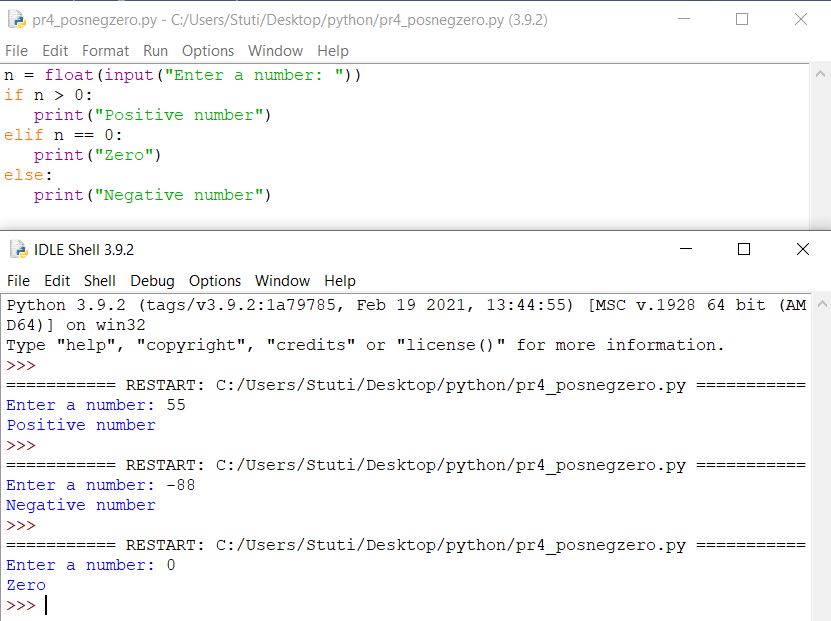 pr4_posnegzero.py - C:/Users/Stuti/Desktop/python/pr4_posnegzero.py (3.9.2)
File Edit Format Run Options Window Help
n = float(input("Enter a number: "))
if n > 0:
   print("Positive number")
elif n == 0:
   print("Zero")
else:
   print("Negative number")
IDLE Shell 3.9.2
File Edit Shell Debug Options Window Help
Python 3.9.2 (tags/v3.9.2:1a79785, Feb 19 2021, 13:44:55) [MSC v.1928 64 bit (AM
D64)] on win32
Type "help", "copyright", "credits" or "license()" for more information.
>>>
=========== RESTART: C:/Users/Stuti/Desktop/python/pr4_posnegzero.py ===========
Enter a number: 55
Positive number
>>>
=========== RESTART: C:/Users/Stuti/Desktop/python/pr4_posnegzero.py ===========
Enter a number: -88
Negative number
>>>
=========== RESTART: C:/Users/Stuti/Desktop/python/pr4_posnegzero.py ===========
Enter a number: 0
Zero
>>>